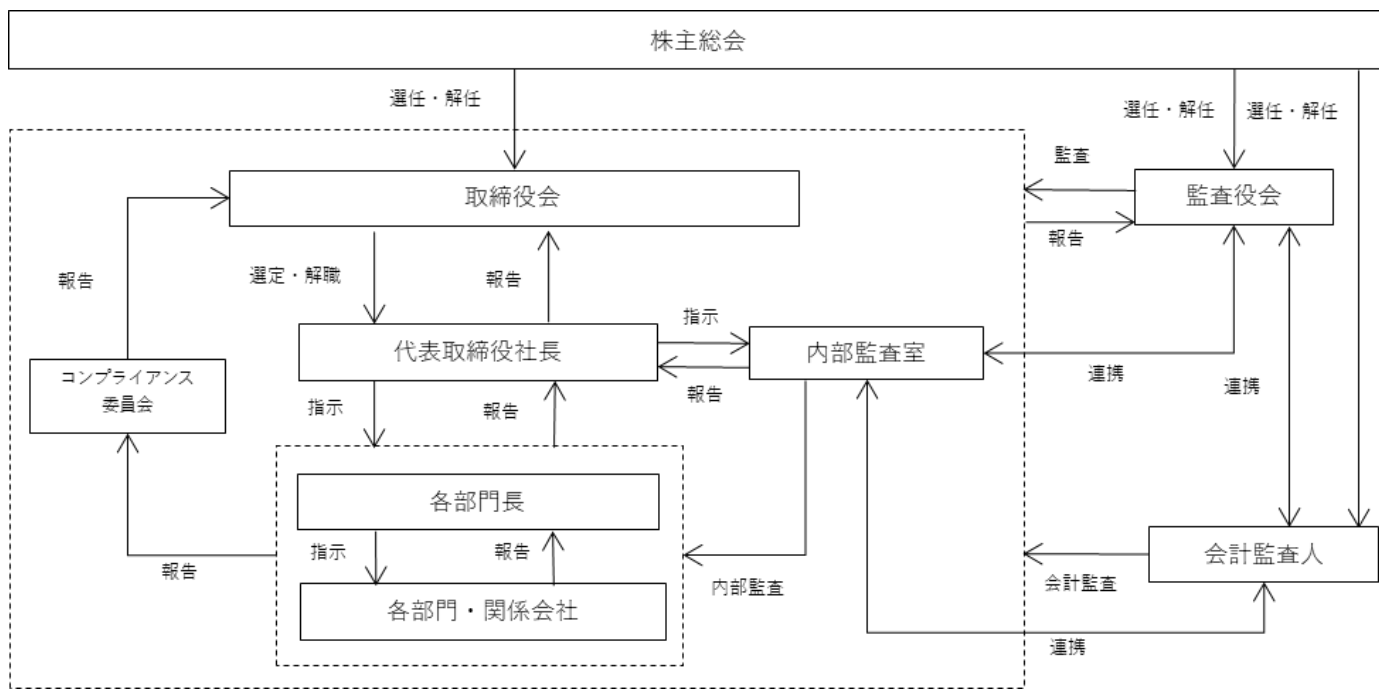 株主総会
選任・解任
選任・解任
選任・解任
監査
取締役会
監査役会
報告
報告
選定・解職
報告
指示
代表取締役社長
内部監査室
コンプライアンス
委員会
報告
連携
連携
指示
報告
各部門長
指示
報告
会計監査人
報告
内部監査
会計監査
各部門・関係会社
連携